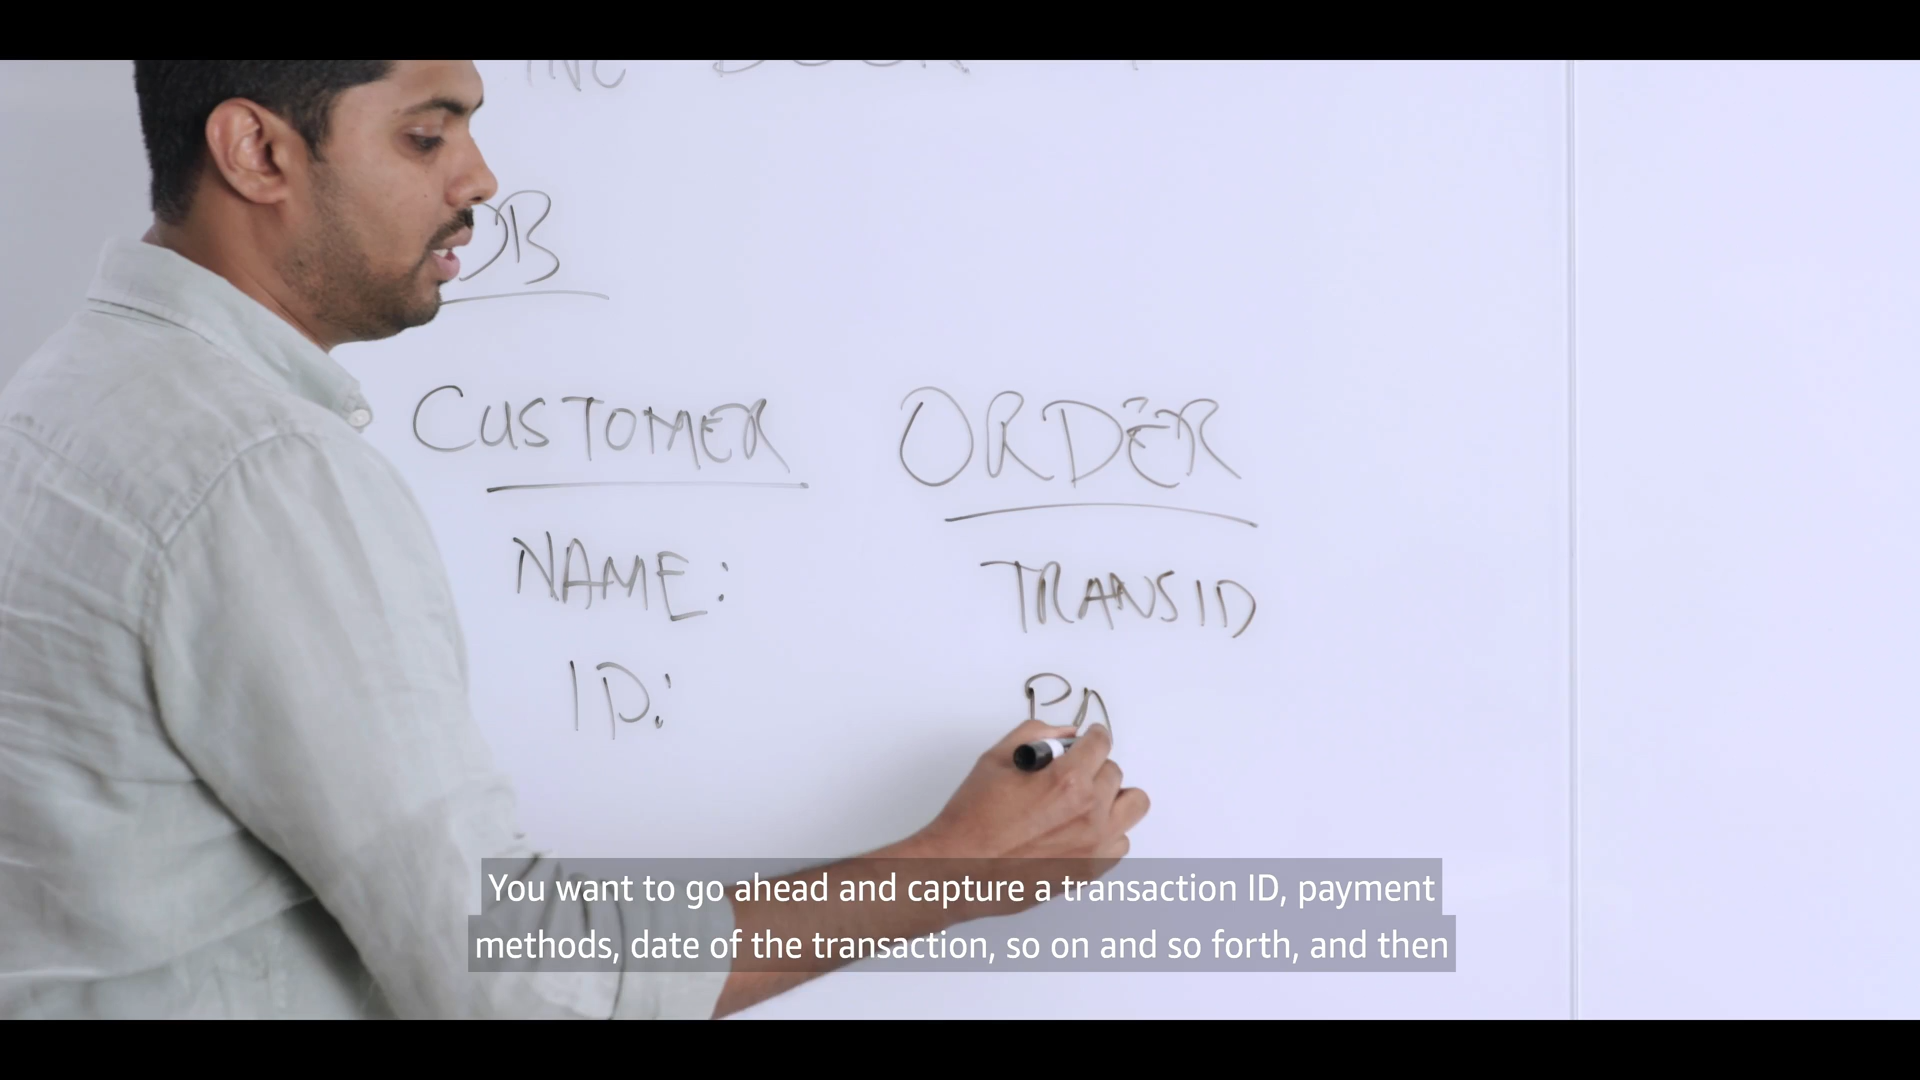 DB
CUSTOMER ORDER
NAME: TRANSID
ID: PA
You want to go ahead and capture a transaction ID, payment
methods, date of the transaction, so on and so forth, and then